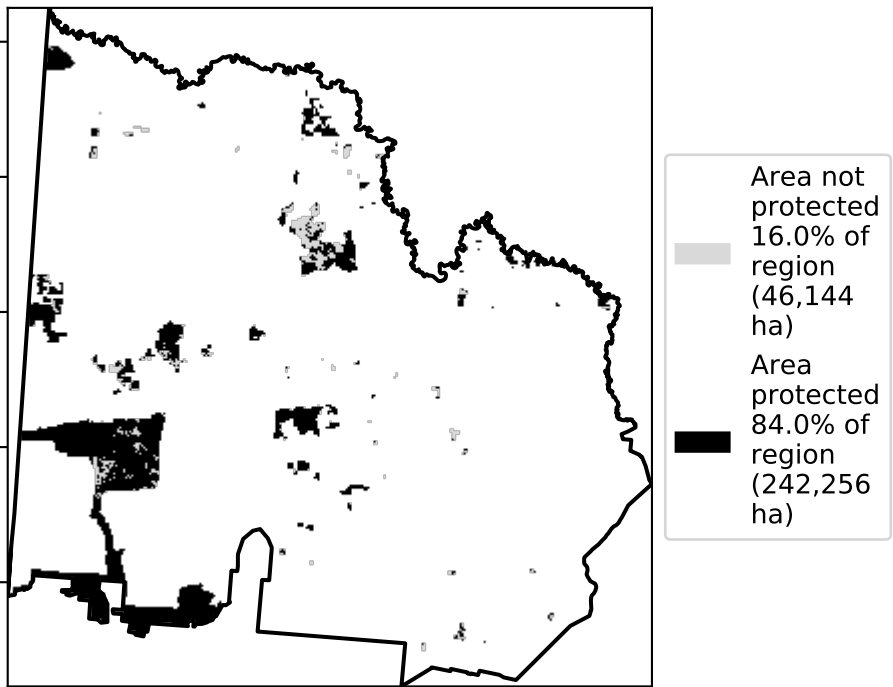 Area not
protected
16.0% of
region
(46,144
ha)
Area
protected
84.0% of
region
(242,256
ha)